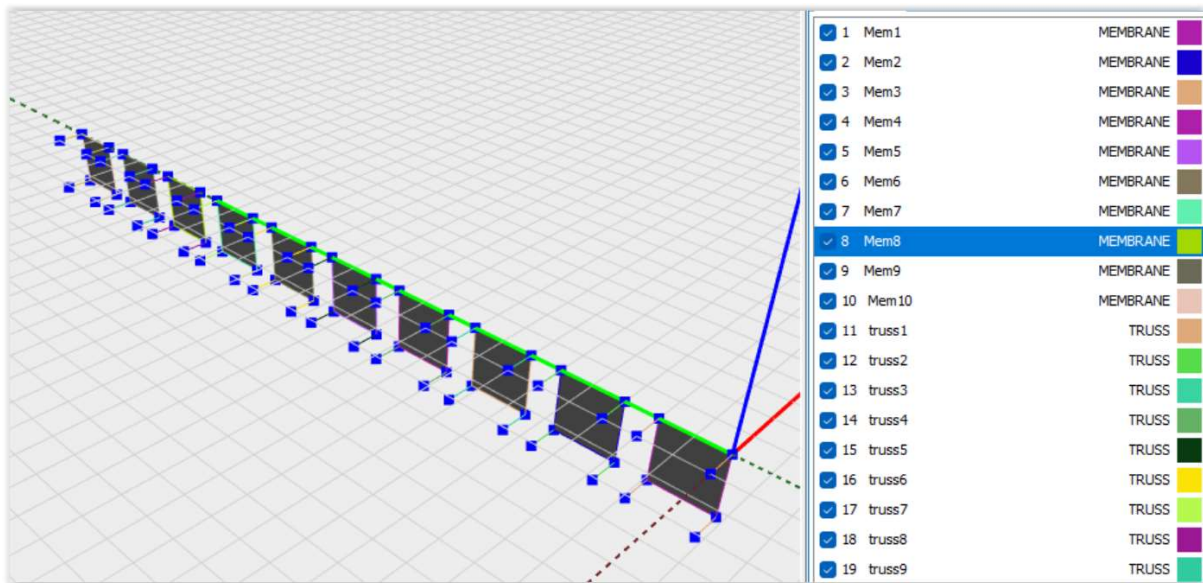 1 Mem1 MEMBRANE
2 Mem2 MEMBRANE
3 Mem3 MEMBRANE
4 Mem4 MEMBRANE
5 Mem5 MEMBRANE
6 Mem6 MEMBRANE
7 Mem7 MEMBRANE
8 Mem8 MEMBRANE
9 Mem9 MEMBRANE
10 Mem10 MEMBRANE
11 truss1 TRUSS
12 truss2 TRUSS
13 truss3 TRUSS
14 truss4 TRUSS
15 truss5 TRUSS
16 truss6 TRUSS
17 truss7 TRUSS
18 truss8 TRUSS
19 truss9 TRUSS